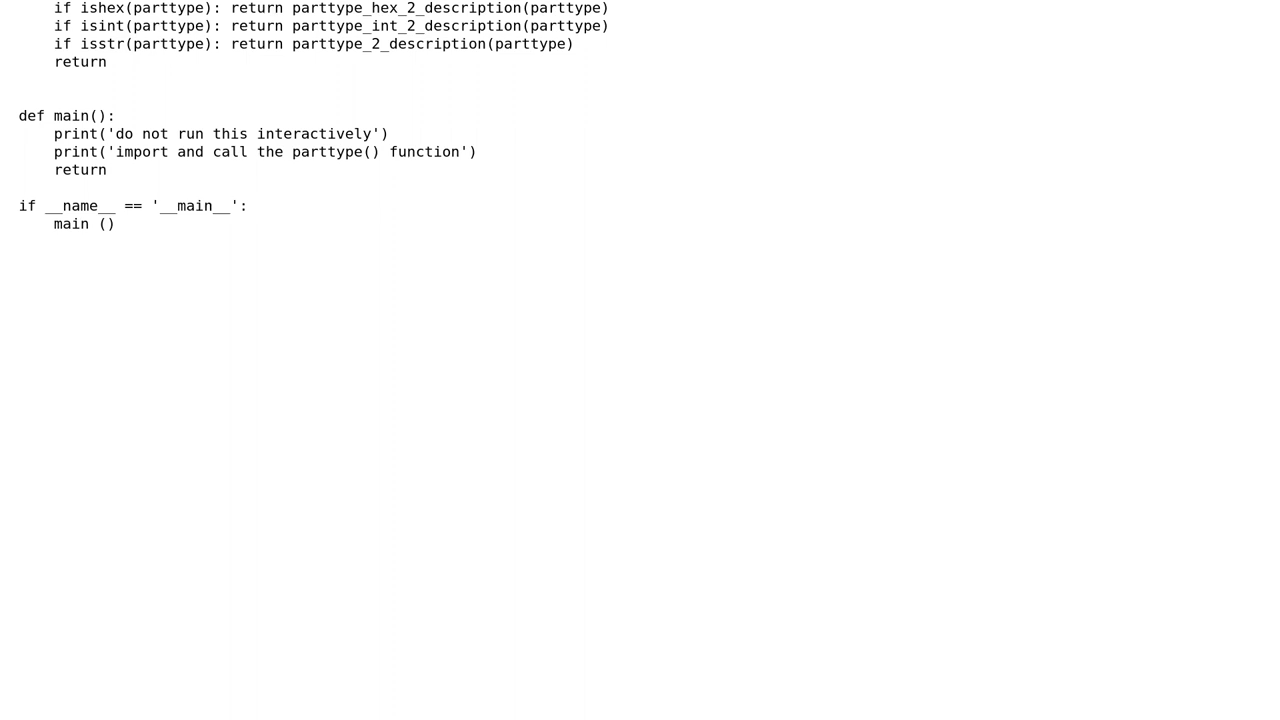 if ishex(parttype): return parttype_hex_2_description(parttype)
    if isint(parttype): return parttype_int_2_description(parttype)
    if isstr(parttype): return parttype_2_description(parttype)
    return

def main():
    print('do not run this interactively')
    print('import and call the parttype() function')
    return

if __name__ == '__main__':
    main ()